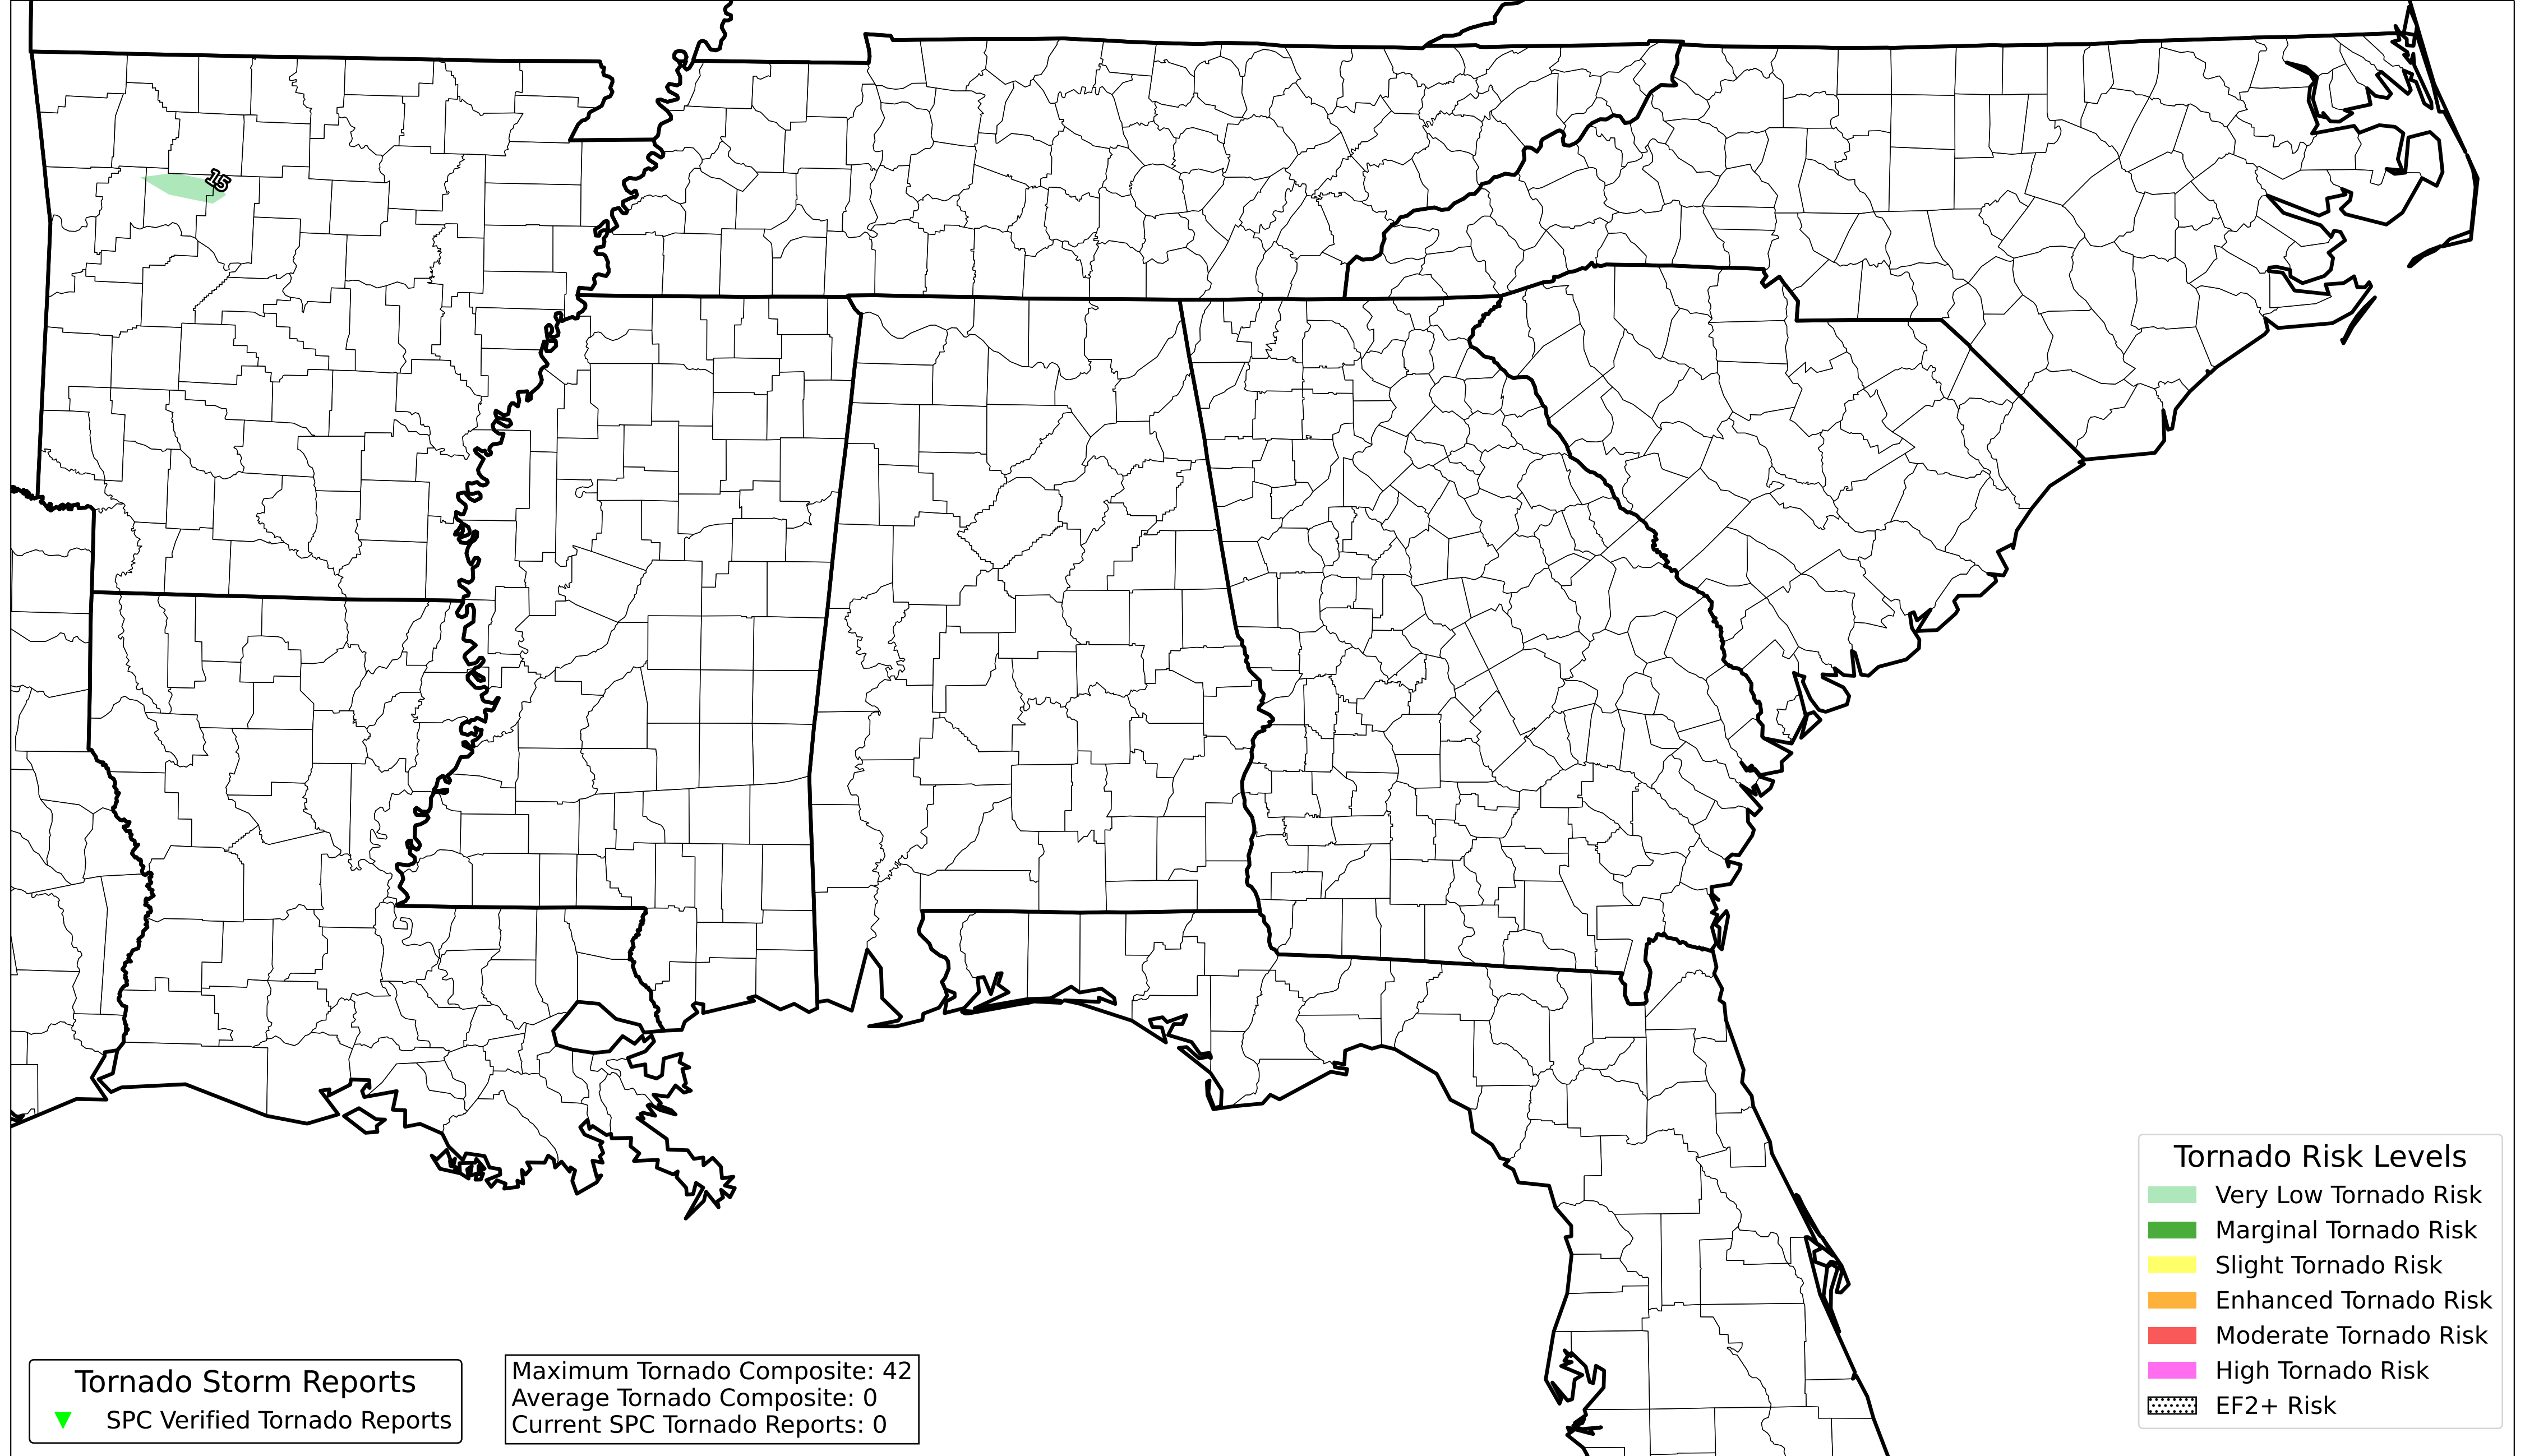 15
Tornado Risk Levels
Very Low Tornado Risk
Marginal Tornado Risk
Slight Tornado Risk
Enhanced Tornado Risk
Moderate Tornado Risk
High Tornado Risk
EF2+ Risk
Tornado Storm Reports
SPC Verified Tornado Reports
Maximum Tornado Composite: 42
Average Tornado Composite: 0
Current SPC Tornado Reports: 0